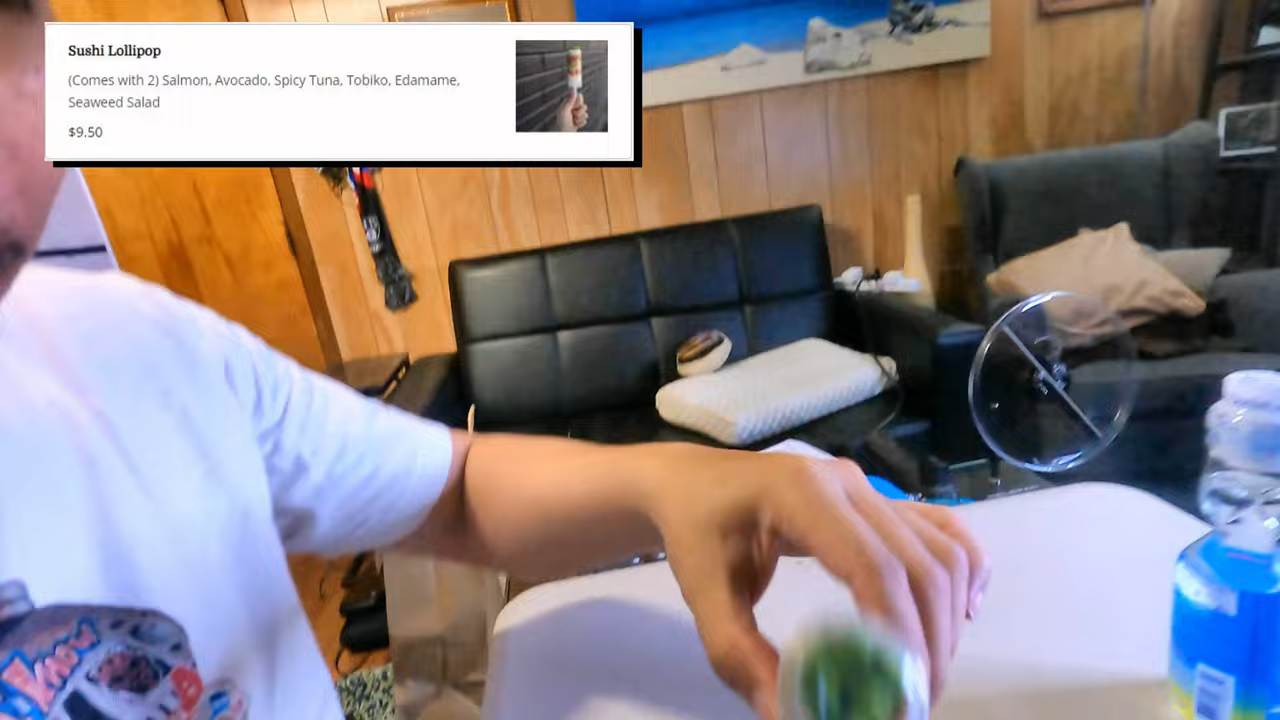 Sushi Lollipop
(Comes with 2) Salmon, Avocado, Spicy Tuna, Tobiko, Edamame,
Seaweed Salad
$9.50